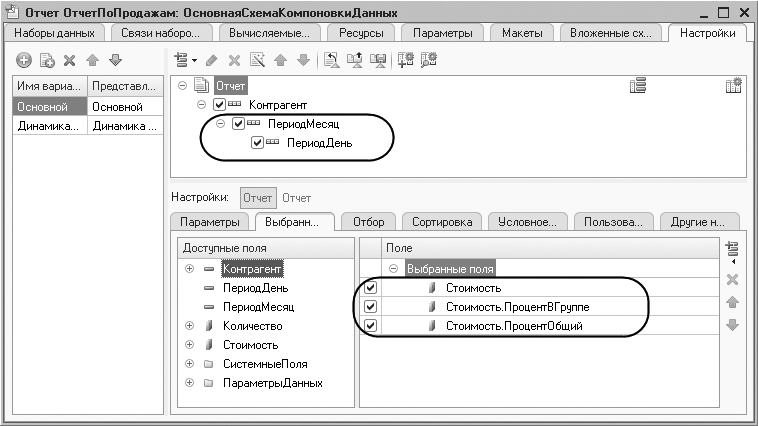 Отчет ОтчетПоПродажам: ОсновнаяСхемаКомпоновкиДанных
Наборы данных Связи наборо... Вычисляемые... Ресурсы Параметры Макеты Вложенные сх... Настройки
Имя вариа... Представл...
Основной Основной
Динамика... Динамика ...
Отчет
Контрагент
ПериодМесяц
ПериодДень
Настройки: Отчет Отчет
Параметры Выбранн... Отбор Сортировка Условное... Пользова... Другие н...
Доступные поля
Контрагент
ПериодДень
ПериодМесяц
Количество
Стоимость
СистемныеПоля
ПараметрыДанных
Поле
Выбранные поля
Стоимость
Стоимость.ПроцентВГруппе
Стоимость.ПроцентОбщий